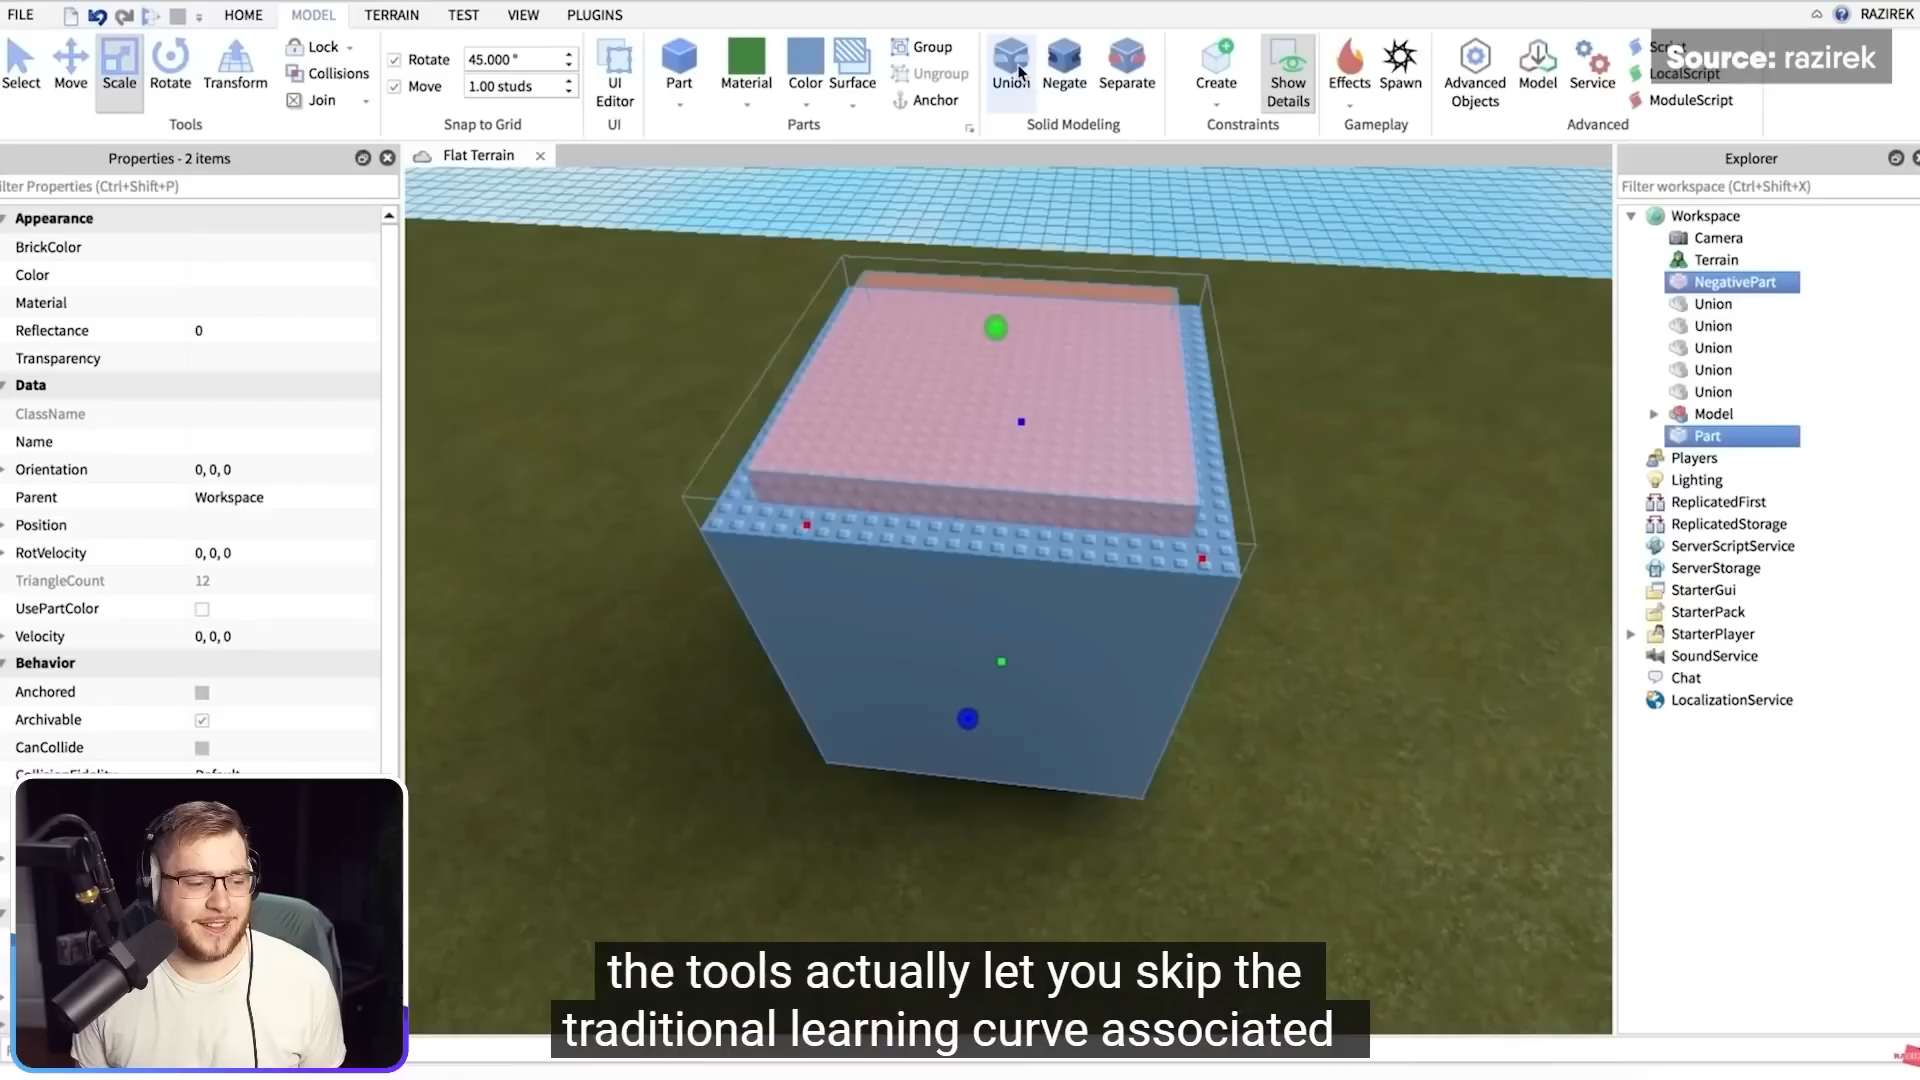 FILE
HOME
MODEL
TERRAIN
TEST
VIEW
PLUGINS
RAZIREK
Select
Move
Scale
Rotate
Transform
Lock
Collisions
Join
Tools
Rotate
45.000 °
Move
1.00 studs
Snap to Grid
UI
Editor
UI
Part
Material
Color
Surface
Group
Ungroup
Anchor
Parts
Union
Negate
Separate
Solid Modeling
Create
Show
Details
Constraints
Effects
Spawn
Gameplay
Advanced
Objects
Model
Service
Script
LocalScript
ModuleScript
Advanced
Source: razirek
Properties - 2 items
ilter Properties (Ctrl+Shift+P)
Appearance
BrickColor
Color
Material
Reflectance 0
Transparency
Data
ClassName
Name
Orientation 0, 0, 0
Parent Workspace
Position
RotVelocity 0, 0, 0
TriangleCount 12
UsePartColor
Velocity 0, 0, 0
Behavior
Anchored
Archivable
CanCollide
CollisionFidelity Default
Flat Terrain
Explorer
Filter workspace (Ctrl+Shift+X)
Workspace
Camera
Terrain
NegativePart
Union
Union
Union
Union
Union
Model
Part
Players
Lighting
ReplicatedFirst
ReplicatedStorage
ServerScriptService
ServerStorage
StarterGui
StarterPack
StarterPlayer
SoundService
Chat
LocalizationService
the tools actually let you skip the
traditional learning curve associated